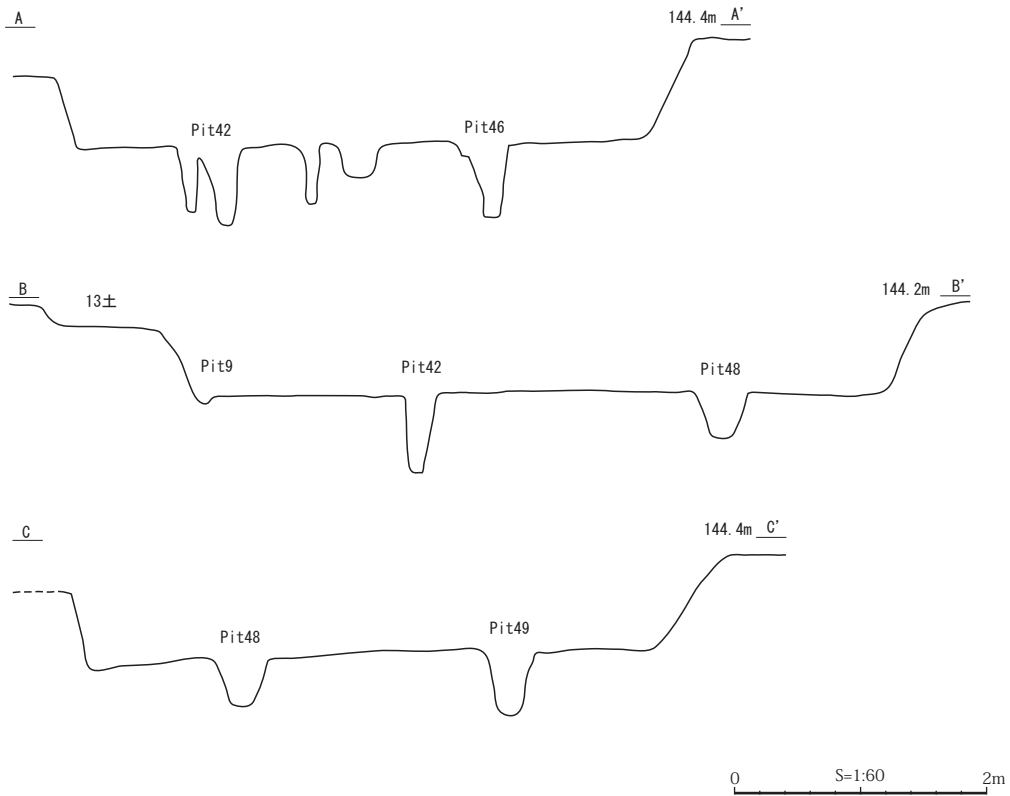 A 144.4m A'
Pit42 Pit46
B 13土 144.2m B'
Pit9 Pit42 Pit48
C 144.4m C'
Pit48 Pit49
0 S=1:60 2m